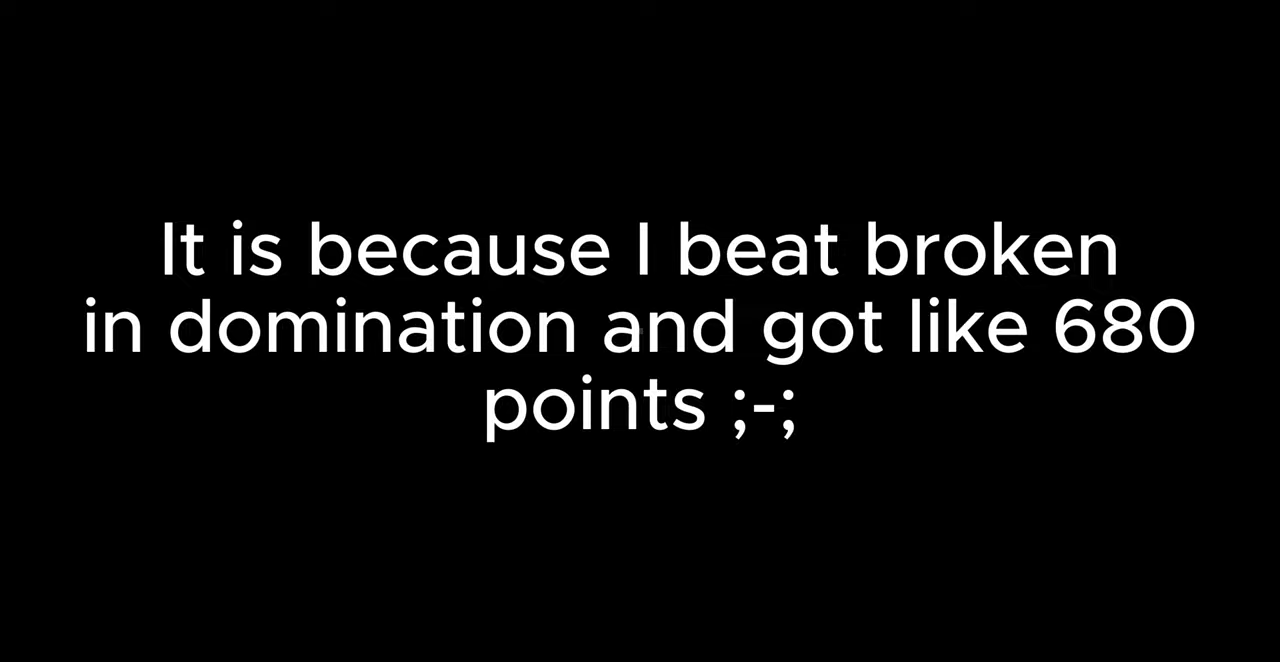 It is because I beat broken
in domination and got like 680
points ;-;